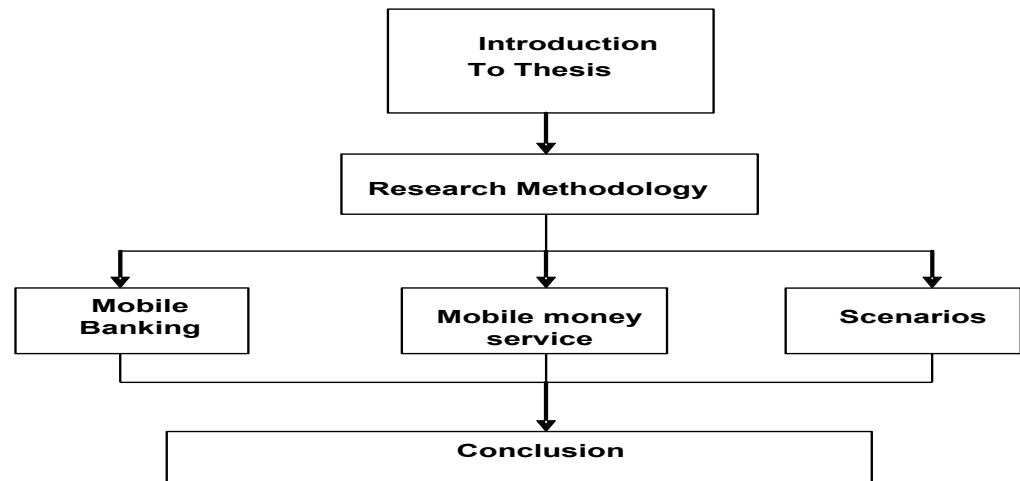 Introduction
To Thesis
Research Methodology
Mobile
Banking
Mobile money
service
Scenarios
Conclusion